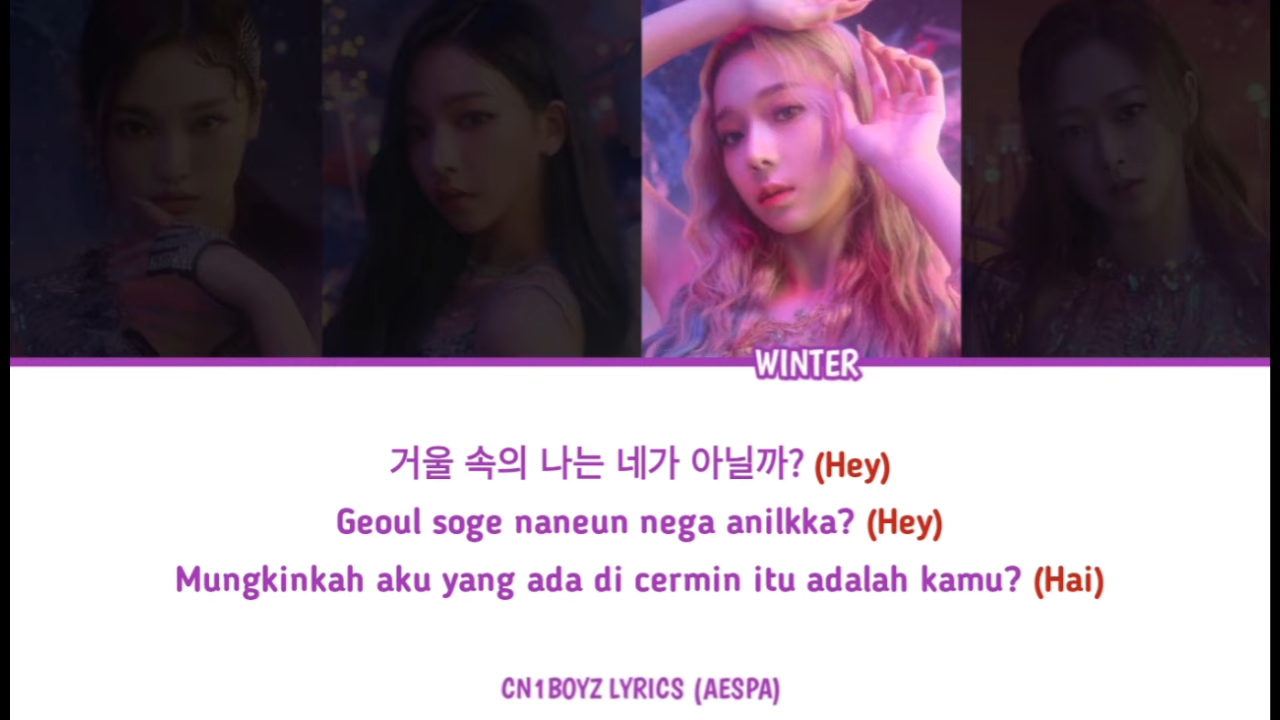 WINTER
거울 속의 나는 네가 아닐까? (Hey)
Geoul soge naneun nega anilkka? (Hey)
Mungkinkah aku yang ada di cermin itu adalah kamu? (Hai)
CN1BOYZ LYRICS (AESPA)